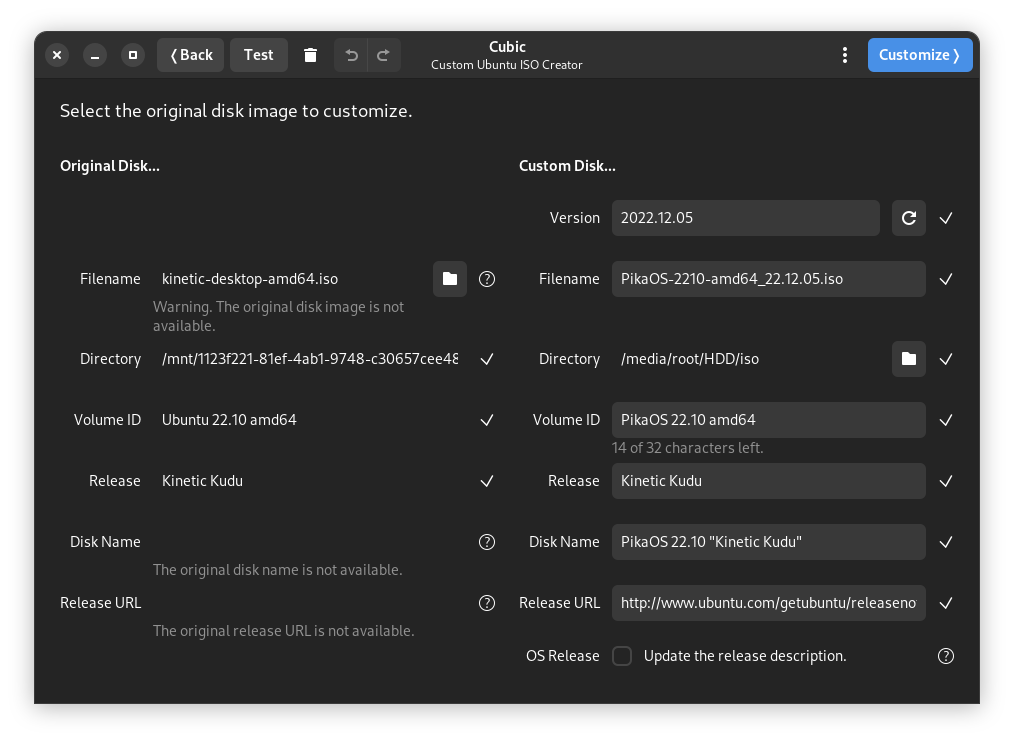 ❬Back
Test
Cubic
Custom Ubuntu ISO Creator
Customize❭
Select the original disk image to customize.
Original Disk...
Custom Disk...
Version
2022.12.05
Filename
kinetic-desktop-amd64.iso
Warning. The original disk image is not
available.
Filename
PikaOS-2210-amd64_22.12.05.iso
Directory
/mnt/1123f221-81ef-4ab1-9748-c30657cee48
Directory
/media/root/HDD/iso
Volume ID
Ubuntu 22.10 amd64
Volume ID
PikaOS 22.10 amd64
14 of 32 characters left.
Release
Kinetic Kudu
Release
Kinetic Kudu
Disk Name
The original disk name is not available.
Disk Name
PikaOS 22.10 "Kinetic Kudu"
Release URL
The original release URL is not available.
Release URL
http://www.ubuntu.com/getubuntu/releaseno
OS Release
Update the release description.